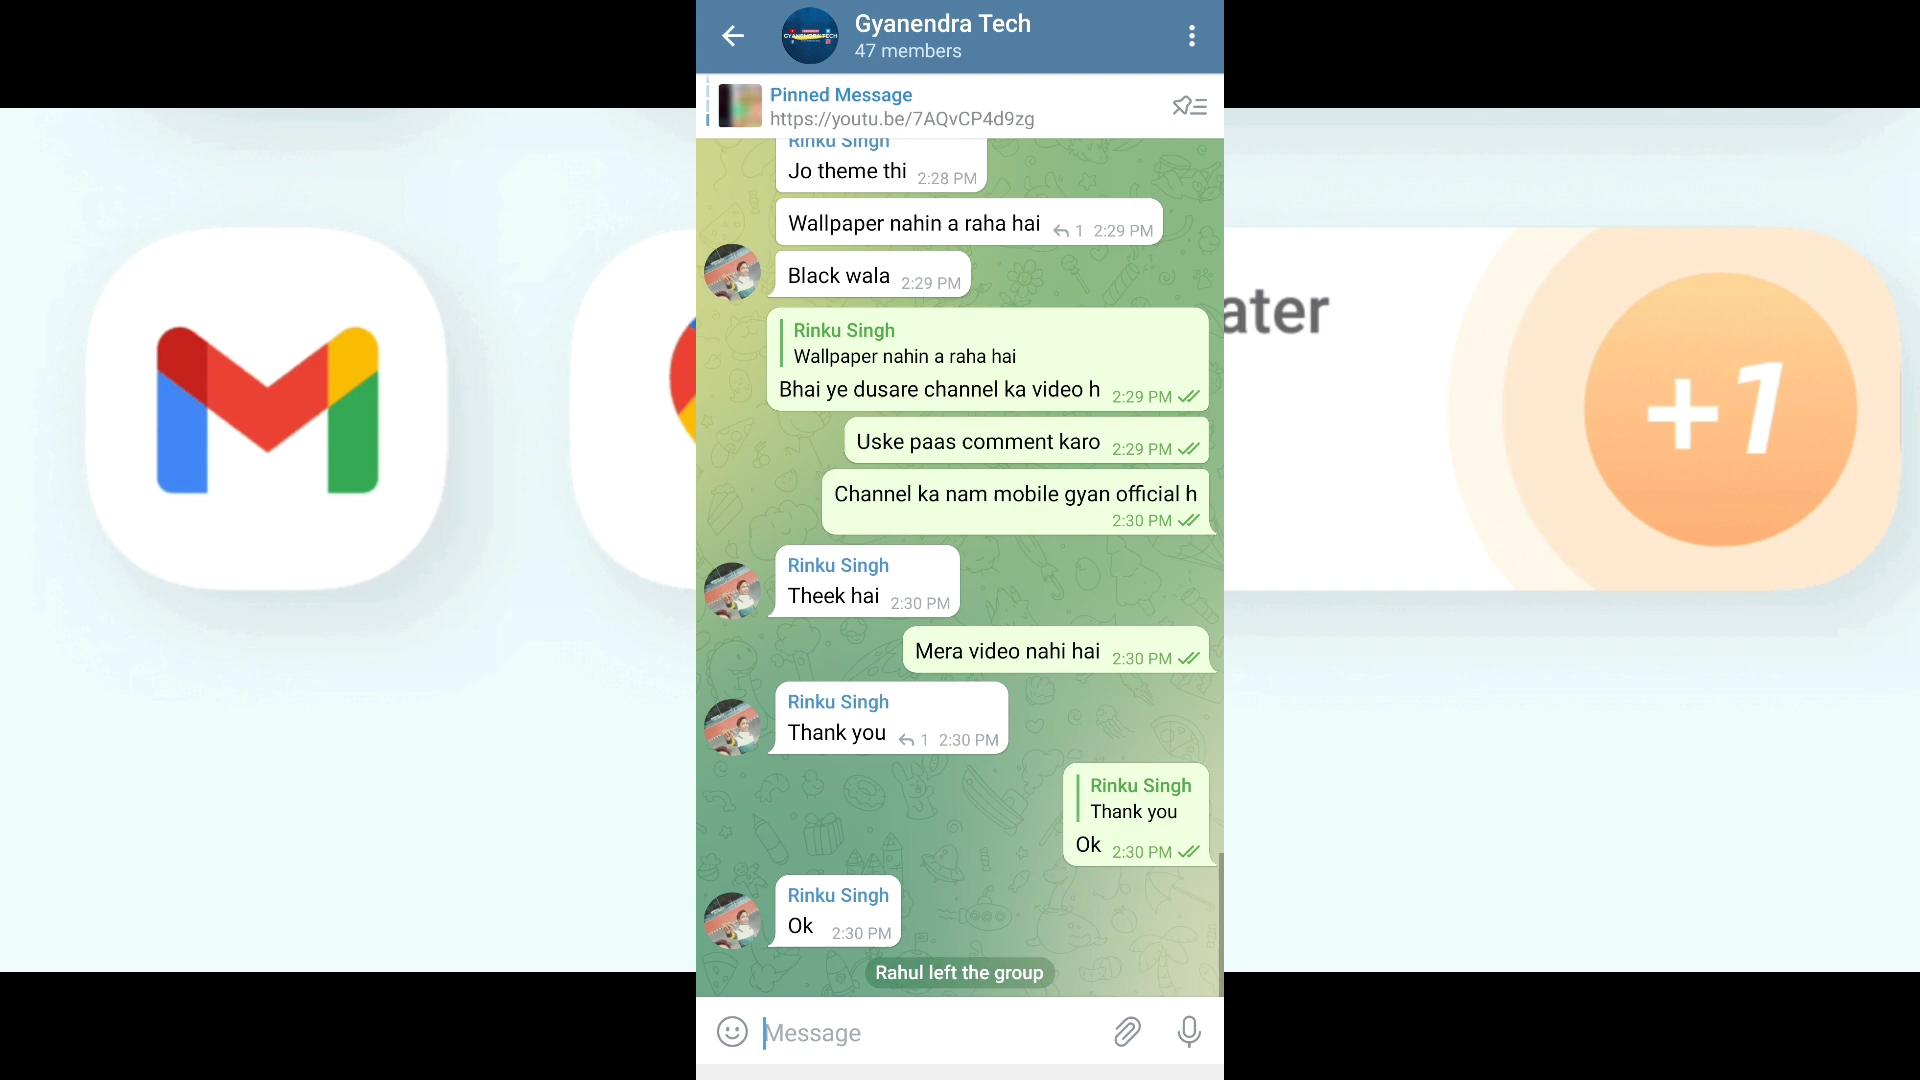 Gyanendra Tech
47 members
GYANENDRA TECH
Pinned Message
https://youtu.be/7AQvCP4d9zg
Rinku Singh
Jo theme thi 2:28 PM
Wallpaper nahin a raha hai 1 2:29 PM
Black wala 2:29 PM
Rinku Singh
Wallpaper nahin a raha hai
Bhai ye dusare channel ka video h 2:29 PM
Uske paas comment karo 2:29 PM
Channel ka nam mobile gyan official h
2:30 PM
Rinku Singh
Theek hai 2:30 PM
Mera video nahi hai 2:30 PM
Rinku Singh
Thank you 1 2:30 PM
Rinku Singh
Thank you
Ok 2:30 PM
Rinku Singh
Ok 2:30 PM
Rahul left the group
Message
ater
+1